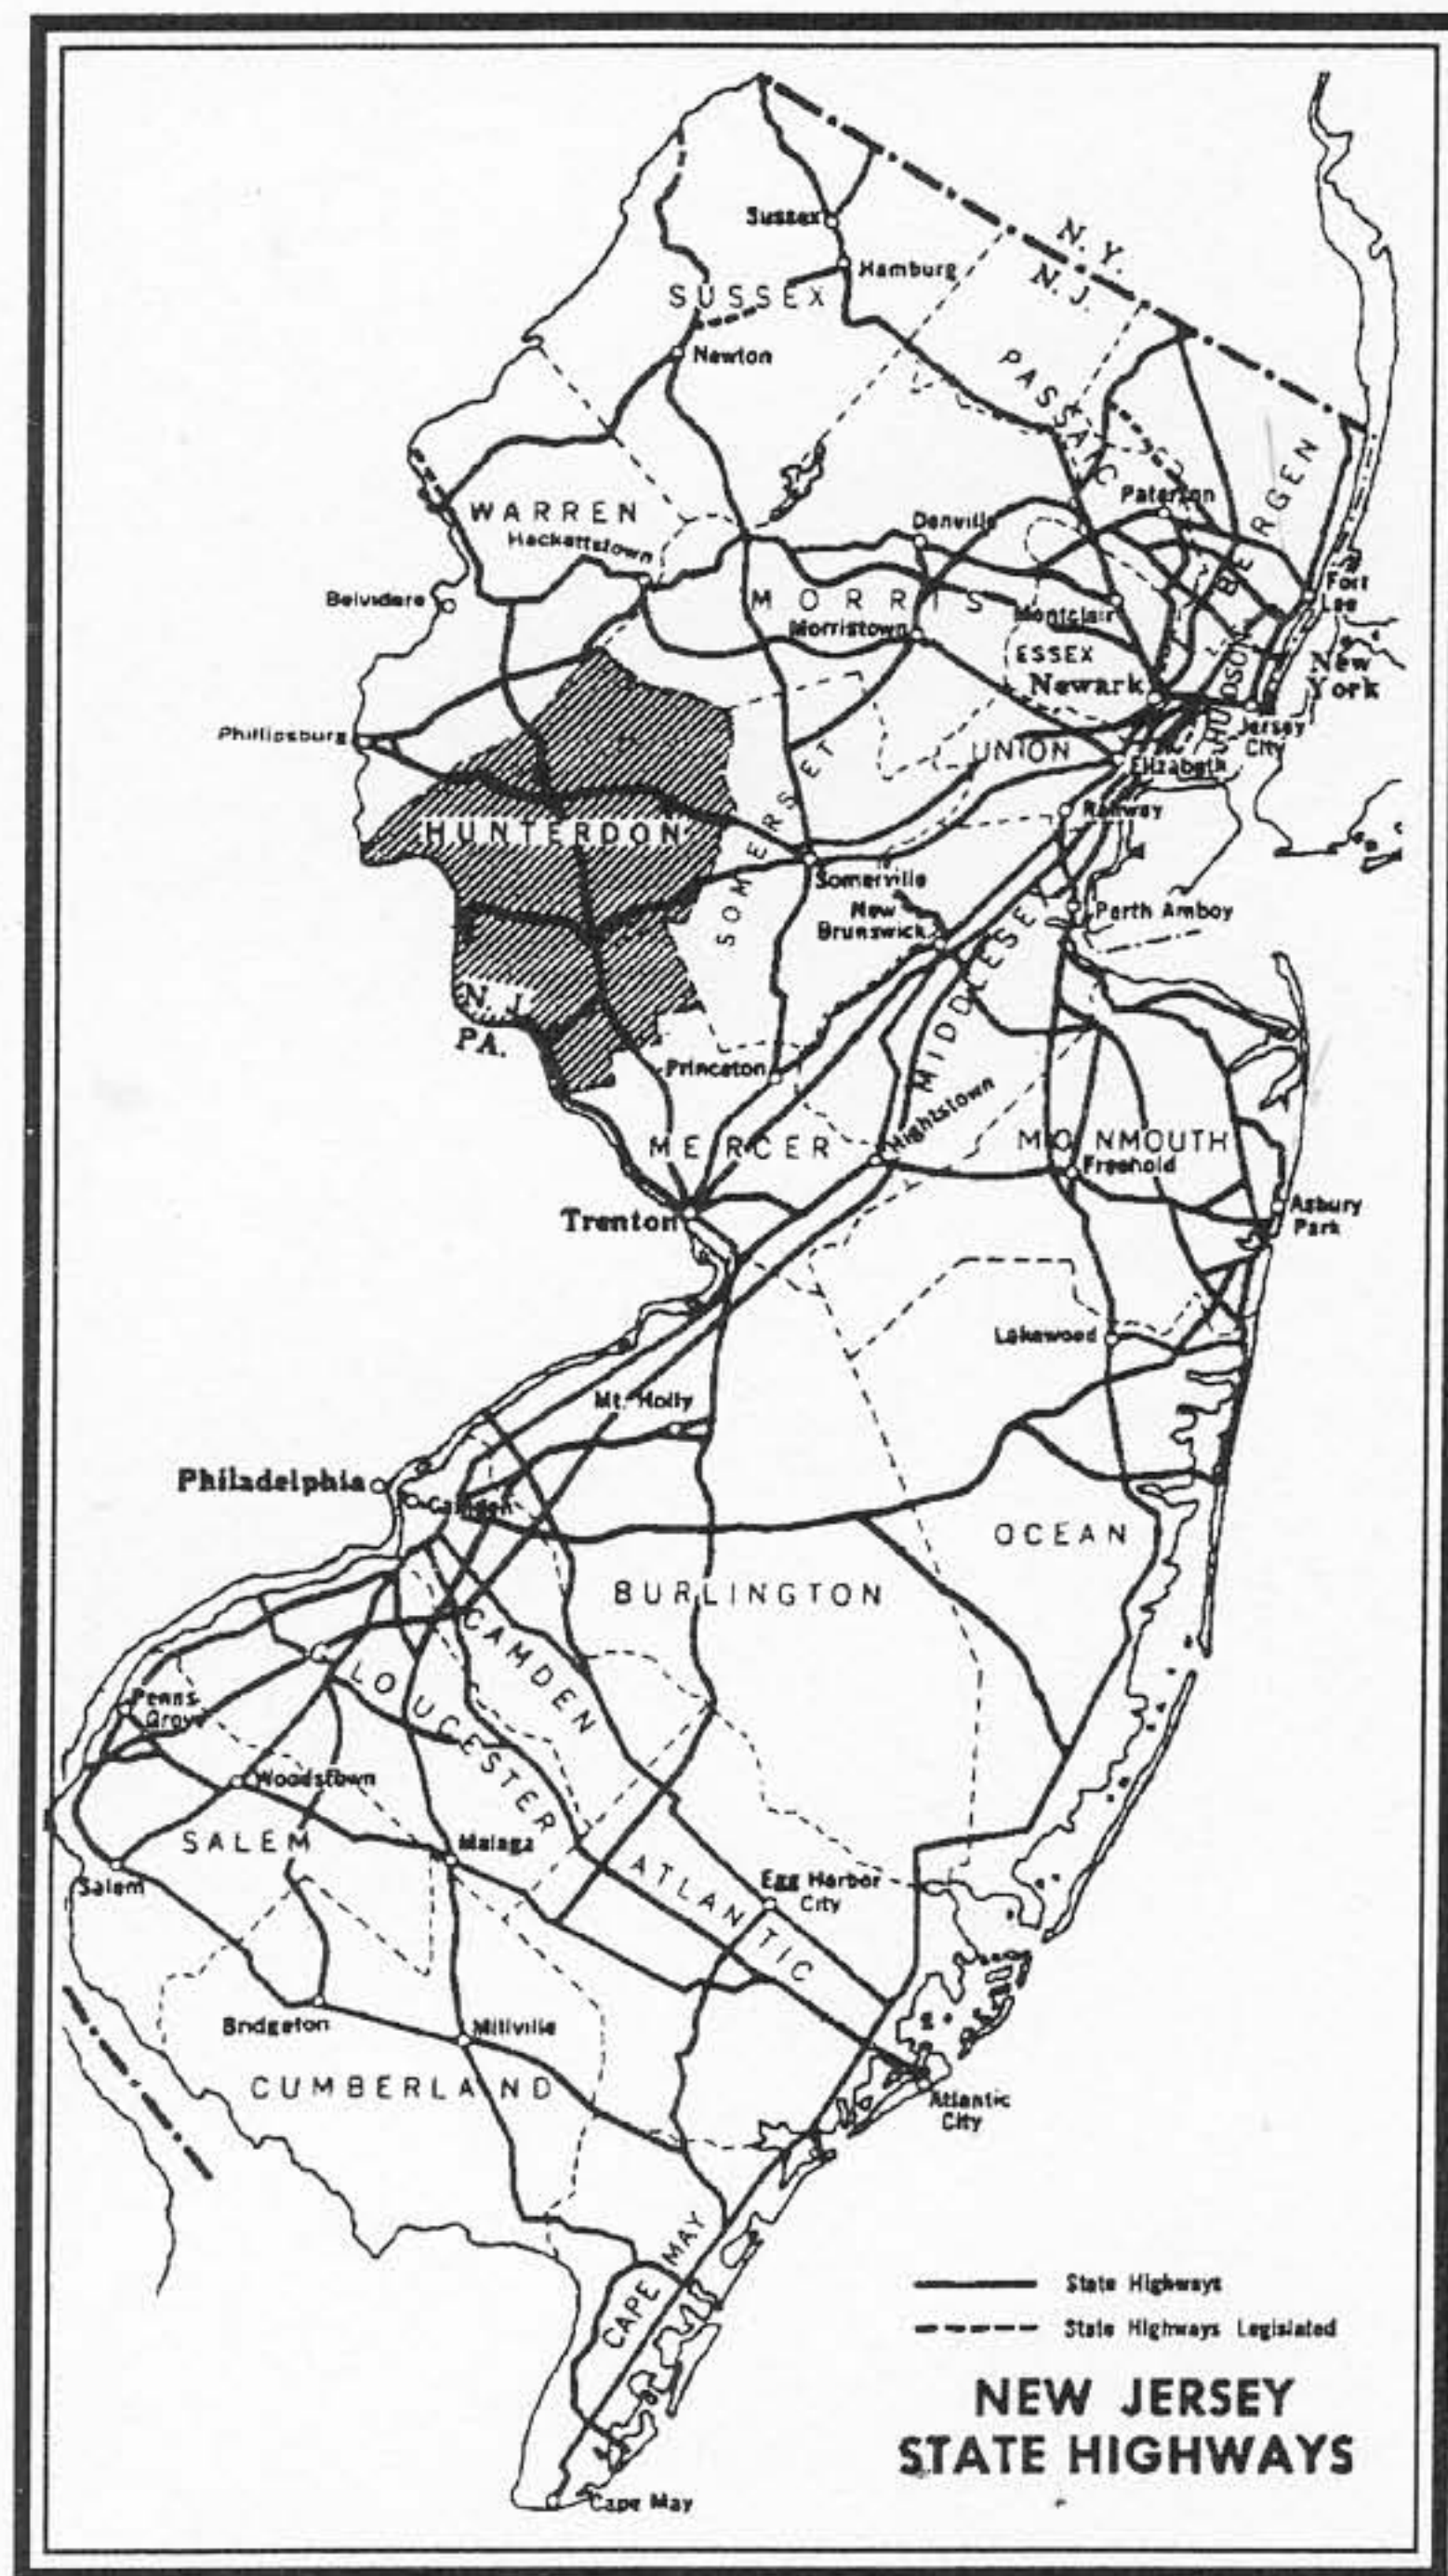 N. Y.
N. J.
Sussex
Hamburg
SUSSEX
Newton
PASSAIC
BERGEN
Paterson
WARREN
Hackettstown
Denville
Belvidere
MORRIS
Montclair
Fort
Lee
Morristown
ESSEX
Newark
HUDSON
New
York
Phillipsburg
Jersey
City
UNION
Elizabeth
Rahway
HUNTERDON
SOMERSET
Somerville
New
Brunswick
Perth Amboy
MIDDLESEX
N. J.
PA.
Princeton
Hightstown
MERCER
MONMOUTH
Freehold
Trenton
Asbury
Park
Lakewood
Mt. Holly
Philadelphia
Camden
OCEAN
BURLINGTON
CAMDEN
LOUCESTER
Penns
Grove
Woodstown
SALEM
Malaga
Salem
ATLANTIC
Egg Harbor
City
Bridgeton
Millville
CUMBERLAND
Atlantic
City
CAPE MAY
Cape May
State Highways
State Highways Legislated
NEW JERSEY
STATE HIGHWAYS